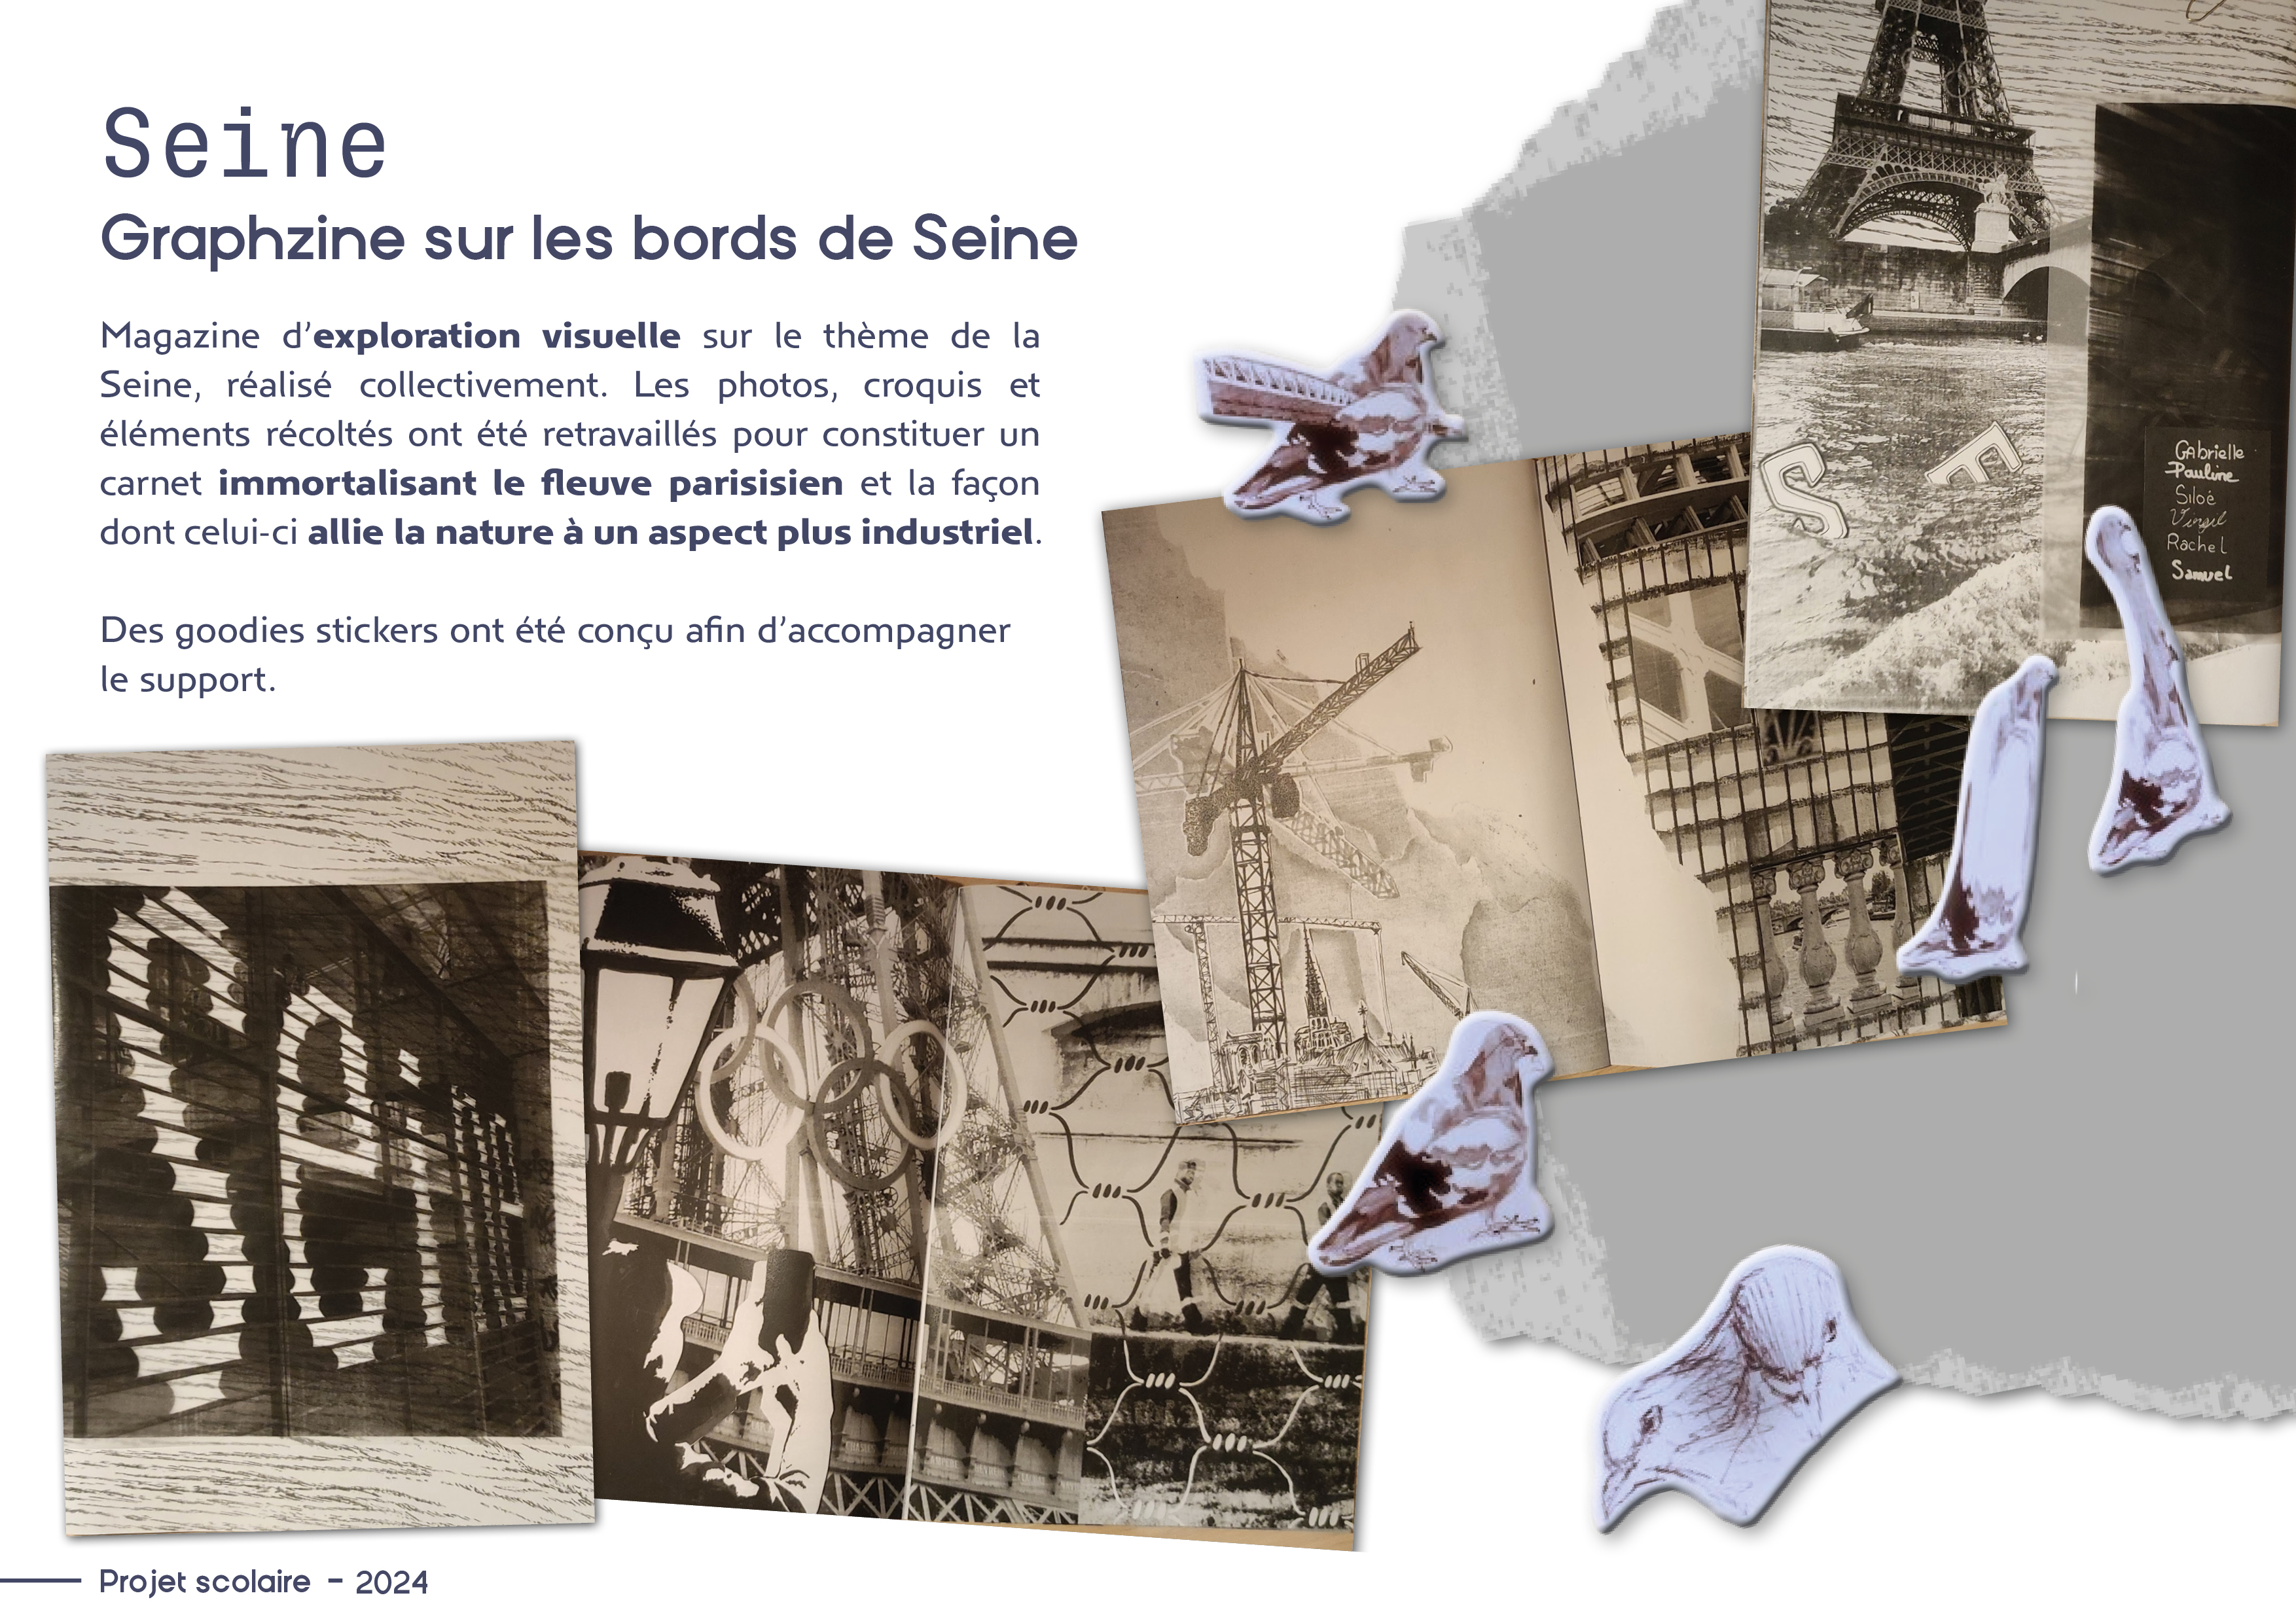 Seine
Graphzine sur les bords de Seine
Magazine d’exploration visuelle sur le thème de la
Seine, réalisé collectivement. Les photos, croquis et
éléments récoltés ont été retravaillés pour constituer un
carnet immortalisant le fleuve parisisien et la façon
dont celui-ci allie la nature à un aspect plus industriel.
Des goodies stickers ont été conçu afin d’accompagner
le support.
S E
GAbrielle
Pauline
Siloé
Virgil
Rachel
Samuel
Projet scolaire - 2024